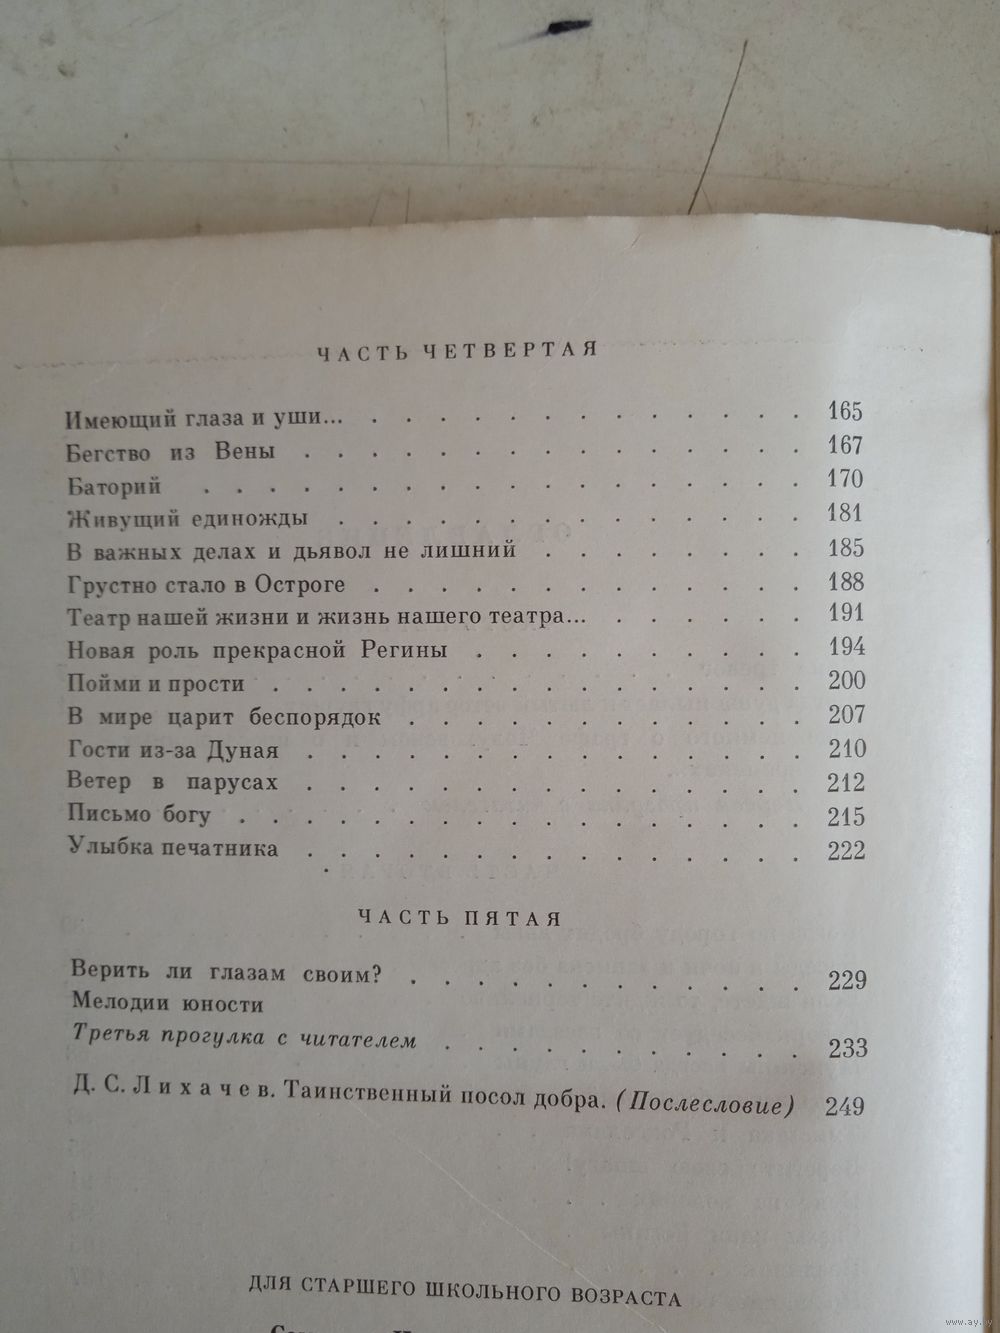 ЧАСТЬ ЧЕТВЕРТАЯ
Имеющий глаза и уши... . . . . . . . . . . . . . 165
Бегство из Вены . . . . . . . . . . . . . . . 167
Баторий . . . . . . . . . . . . . . . . . . 170
Живущий единожды . . . . . . . . . . . . . . 181
В важных делах и дьявол не лишний . . . . . . . . 185
Грустно стало в Остроге . . . . . . . . . . . . . 188
Театр нашей жизни и жизнь нашего театра... . . . . . . 191
Новая роль прекрасной Регины . . . . . . . . . . 194
Пойми и прости . . . . . . . . . . . . . . . . 200
В мире царит беспорядок . . . . . . . . . . . . 207
Гости из-за Дуная . . . . . . . . . . . . . . . 210
Ветер в парусах . . . . . . . . . . . . . . . 212
Письмо богу . . . . . . . . . . . . . . . . . 215
Улыбка печатника . . . . . . . . . . . . . . . 222
ЧАСТЬ ПЯТАЯ
Верить ли глазам своим? . . . . . . . . . . . . 229
Мелодии юности
Третья прогулка с читателем . . . . . . . . . . . 233
Д. С. Лихачев. Таинственный посол добра. (Послесловие) 249
ДЛЯ СТАРШЕГО ШКОЛЬНОГО ВОЗРАСТА
www.ay.by